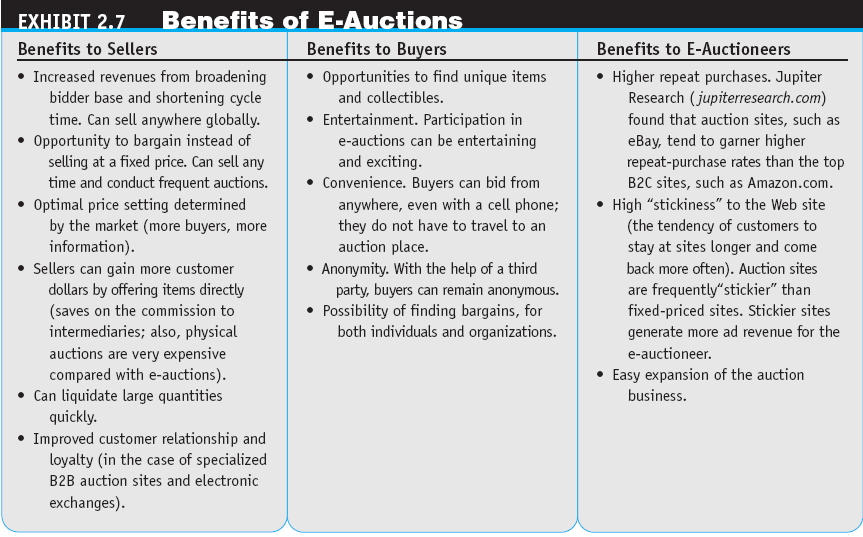 EXHIBIT 2.7 Benefits of E-Auctions
Benefits to Sellers
• Increased revenues from broadening
bidder base and shortening cycle
time. Can sell anywhere globally.
• Opportunity to bargain instead of
selling at a fixed price. Can sell any
time and conduct frequent auctions.
• Optimal price setting determined
by the market (more buyers, more
information).
• Sellers can gain more customer
dollars by offering items directly
(saves on the commission to
intermediaries; also, physical
auctions are very expensive
compared with e-auctions).
• Can liquidate large quantities
quickly.
• Improved customer relationship and
loyalty (in the case of specialized
B2B auction sites and electronic
exchanges).
Benefits to Buyers
• Opportunities to find unique items
and collectibles.
• Entertainment. Participation in
e-auctions can be entertaining
and exciting.
• Convenience. Buyers can bid from
anywhere, even with a cell phone;
they do not have to travel to an
auction place.
• Anonymity. With the help of a third
party, buyers can remain anonymous.
• Possibility of finding bargains, for
both individuals and organizations.
Benefits to E-Auctioneers
• Higher repeat purchases. Jupiter
Research (jupiterresearch.com)
found that auction sites, such as
eBay, tend to garner higher
repeat-purchase rates than the top
B2C sites, such as Amazon.com.
• High “stickiness” to the Web site
(the tendency of customers to
stay at sites longer and come
back more often). Auction sites
are frequently“stickier” than
fixed-priced sites. Stickier sites
generate more ad revenue for the
e-auctioneer.
• Easy expansion of the auction
business.